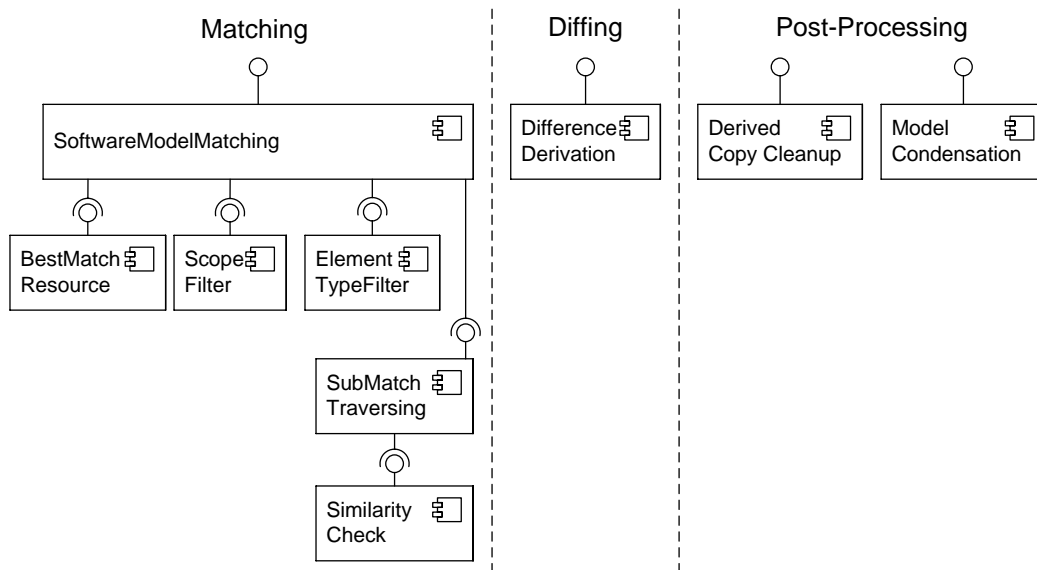 Matching
Diffing
Post-Processing
SoftwareModelMatching
Difference
Derivation
Derived
Copy Cleanup
Model
Condensation
BestMatch
Resource
Scope
Filter
Element
TypeFilter
SubMatch
Traversing
Similarity
Check